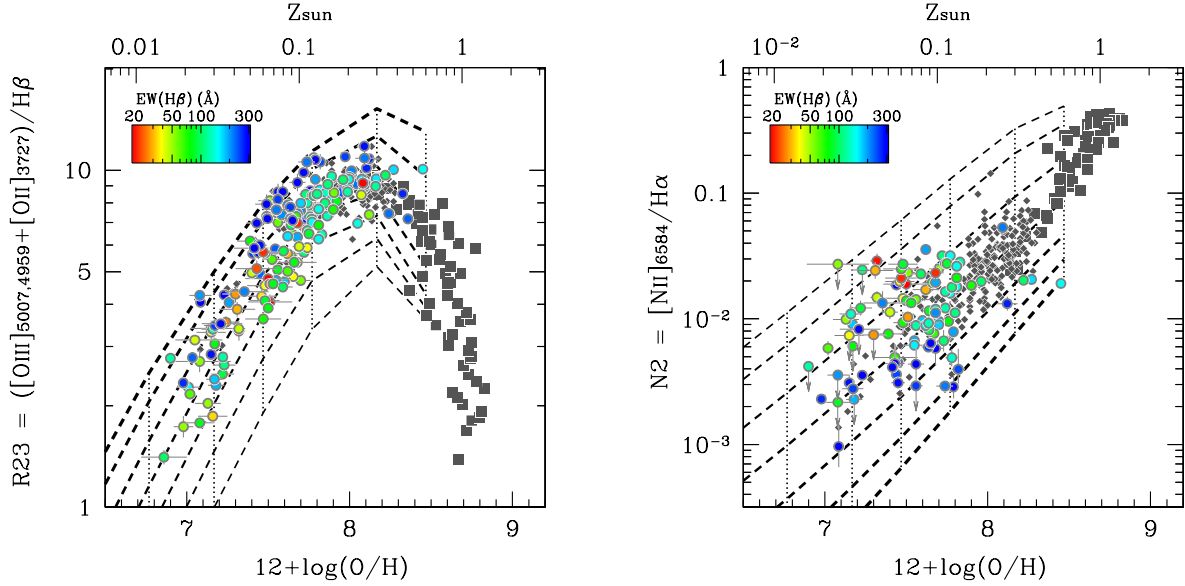 Zsun
0.01 0.1 1
EW(Hβ) (Å)
20 50 100 300
R23 = ([OIII]5007,4959+[OII]3727)/Hβ
10
5
1
7 8 9
12+log(O/H)
Zsun
10⁻² 0.1 1
EW(Hβ) (Å)
20 50 100 300
N2 = [NII]6584/Hα
1
0.1
10⁻²
10⁻³
7 8 9
12+log(O/H)